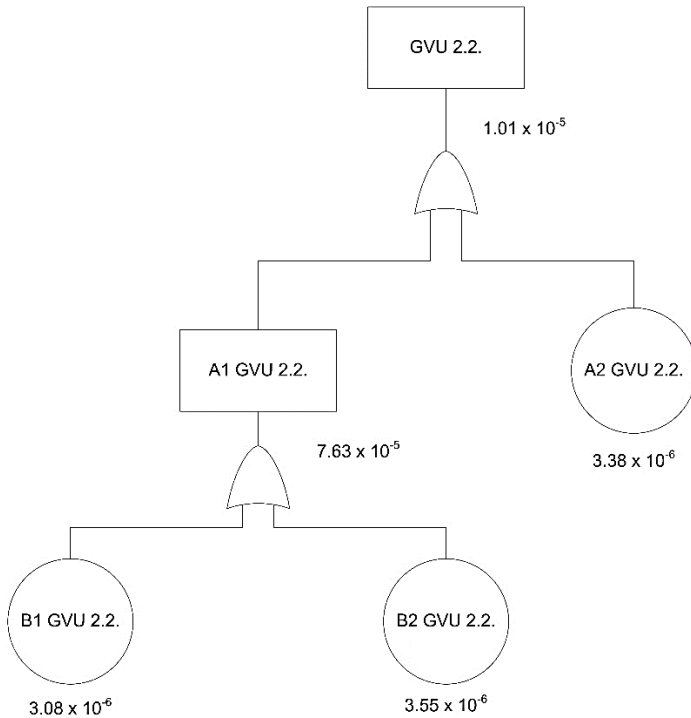 GVU 2.2.
1.01 x 10⁻⁵
A1 GVU 2.2.
A2 GVU 2.2.
7.63 x 10⁻⁵
3.38 x 10⁻⁶
B1 GVU 2.2.
B2 GVU 2.2.
3.08 x 10⁻⁶
3.55 x 10⁻⁶